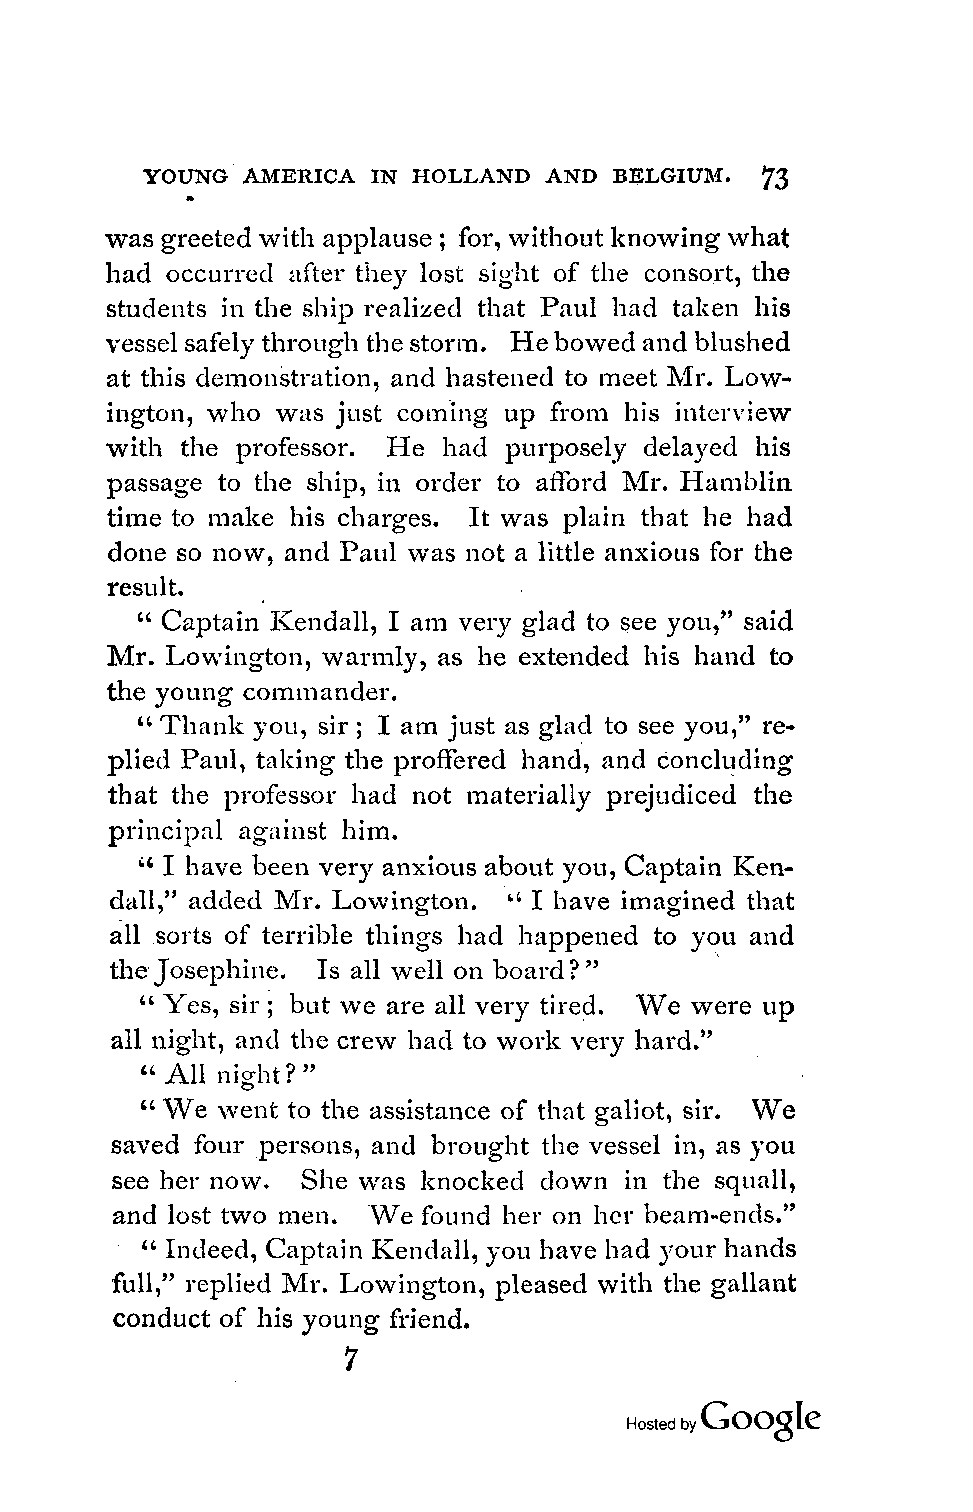 YOUNG AMERICA IN HOLLAND AND BELGIUM. 73
was greeted with applause; for, without knowing what
had occurred after they lost sight of the consort, the
students in the ship realized that Paul had taken his
vessel safely through the storm. He bowed and blushed
at this demonstration, and hastened to meet Mr. Low-
ington, who was just coming up from his interview
with the professor. He had purposely delayed his
passage to the ship, in order to afford Mr. Hamblin
time to make his charges. It was plain that he had
done so now, and Paul was not a little anxious for the
result.
“Captain Kendall, I am very glad to see you,” said
Mr. Lowington, warmly, as he extended his hand to
the young commander.
“Thank you, sir; I am just as glad to see you,” re-
plied Paul, taking the proffered hand, and concluding
that the professor had not materially prejudiced the
principal against him.
“I have been very anxious about you, Captain Ken-
dall,” added Mr. Lowington. “I have imagined that
all sorts of terrible things had happened to you and
the Josephine. Is all well on board?”
“Yes, sir; but we are all very tired. We were up
all night, and the crew had to work very hard.”
“All night?”
“We went to the assistance of that galiot, sir. We
saved four persons, and brought the vessel in, as you
see her now. She was knocked down in the squall,
and lost two men. We found her on her beam-ends.”
“Indeed, Captain Kendall, you have had your hands
full,” replied Mr. Lowington, pleased with the gallant
conduct of his young friend.
7
Hosted by Google